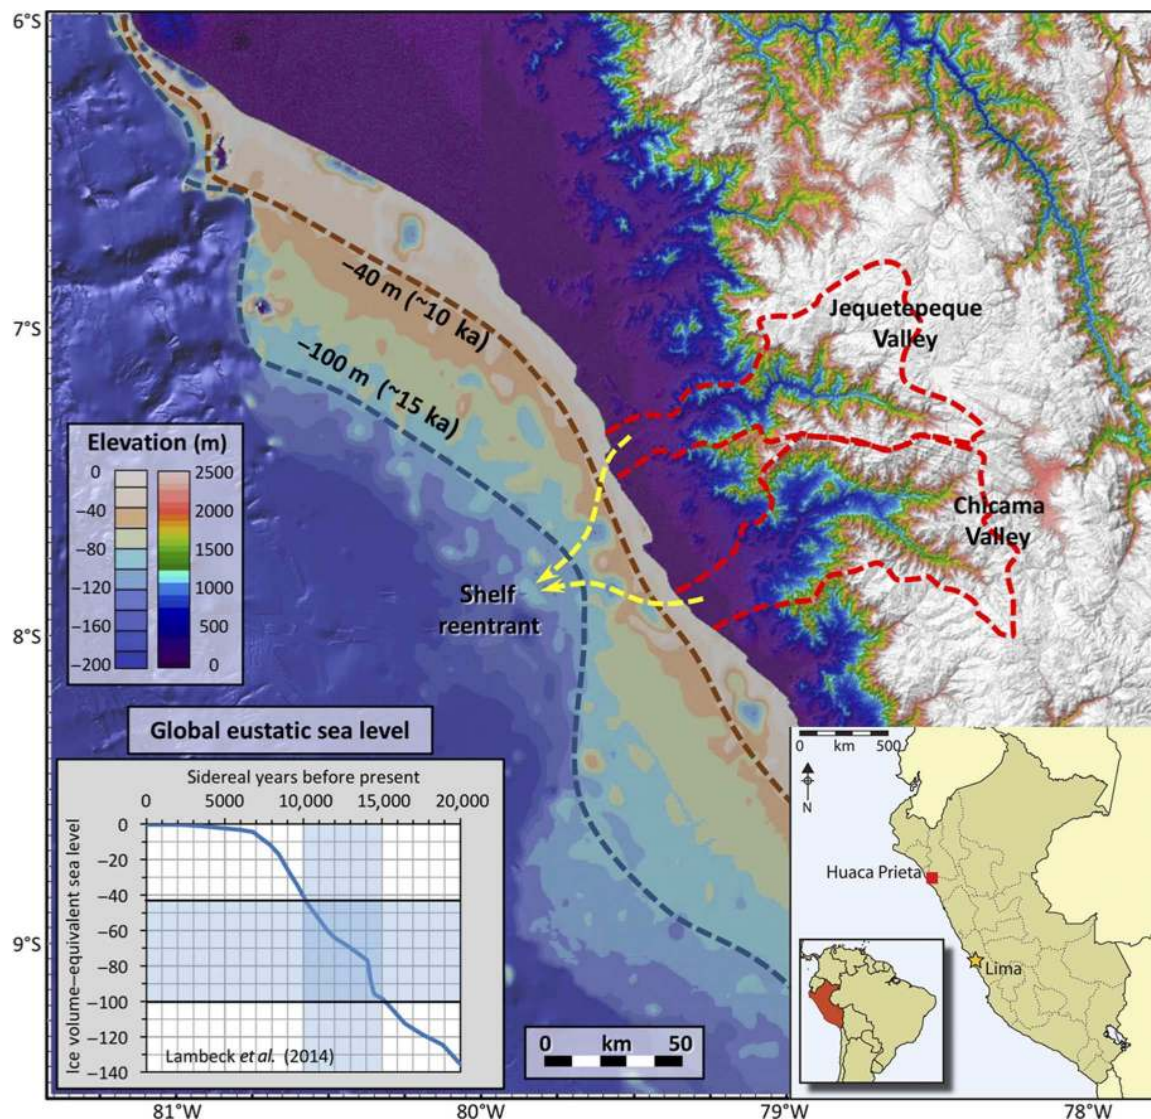 6°S
7°S
8°S
9°S
81°W
80°W
79°W
78°W
−40 m (~10 ka)
−100 m (~15 ka)
Jequetepeque
Valley
Chicama
Valley
Shelf
reentrant
Elevation (m)
0
−40
−80
−120
−160
−200
2500
2000
1500
1000
500
0
Global eustatic sea level
Sidereal years before present
0 5000 10,000 15,000 20,000
Ice volume–equivalent sea level
0
−20
−40
−60
−80
−100
−120
−140
Lambeck et al. (2014)
0 km 50
0 km 500
N
Huaca Prieta
Lima